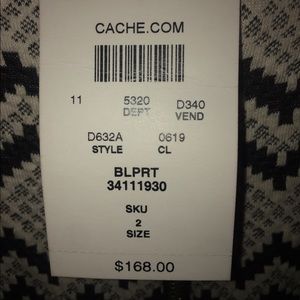 CACHE.COM
11 5320 D340
DEPT VEND
D632A 0619
STYLE CL
BLPRT
34111930
SKU
2
SIZE
$168.00